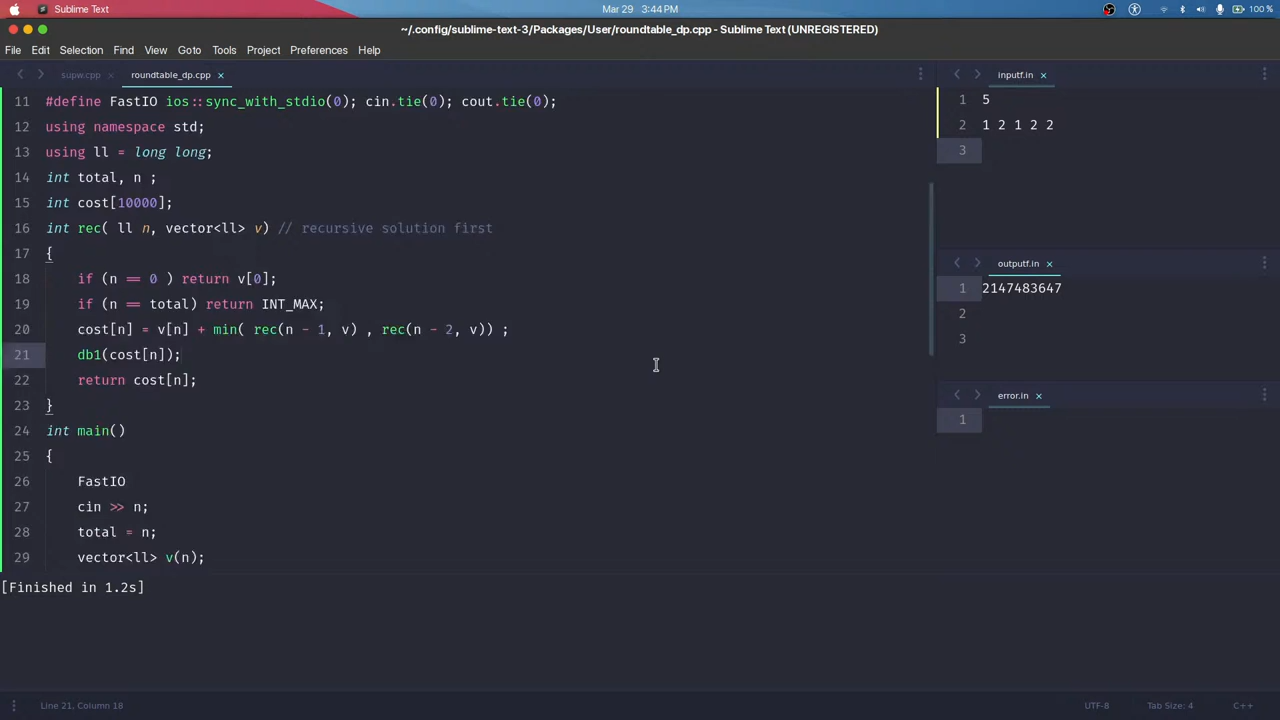 Sublime Text
Mar 29 3:44 PM
100 %
~/.config/sublime-text-3/Packages/User/roundtable_dp.cpp - Sublime Text (UNREGISTERED)
File Edit Selection Find View Goto Tools Project Preferences Help
supw.cpp × roundtable_dp.cpp ×
11 #define FastIO ios::sync_with_stdio(0); cin.tie(0); cout.tie(0);
12 using namespace std;
13 using ll = long long;
14 int total, n ;
15 int cost[10000];
16 int rec( ll n, vector<ll> v) // recursive solution first
17 {
18 if (n == 0 ) return v[0];
19 if (n == total) return INT_MAX;
20 cost[n] = v[n] + min( rec(n - 1, v) , rec(n - 2, v)) ;
21 db1(cost[n]);
22 return cost[n];
23 }
24 int main()
25 {
26 FastIO
27 cin >> n;
28 total = n;
29 vector<ll> v(n);
inputf.in ×
1 5
2 1 2 1 2 2
3
outputf.in ×
1 2147483647
2
3
error.in ×
1
[Finished in 1.2s]
Line 21, Column 18
UTF-8 Tab Size: 4 C++